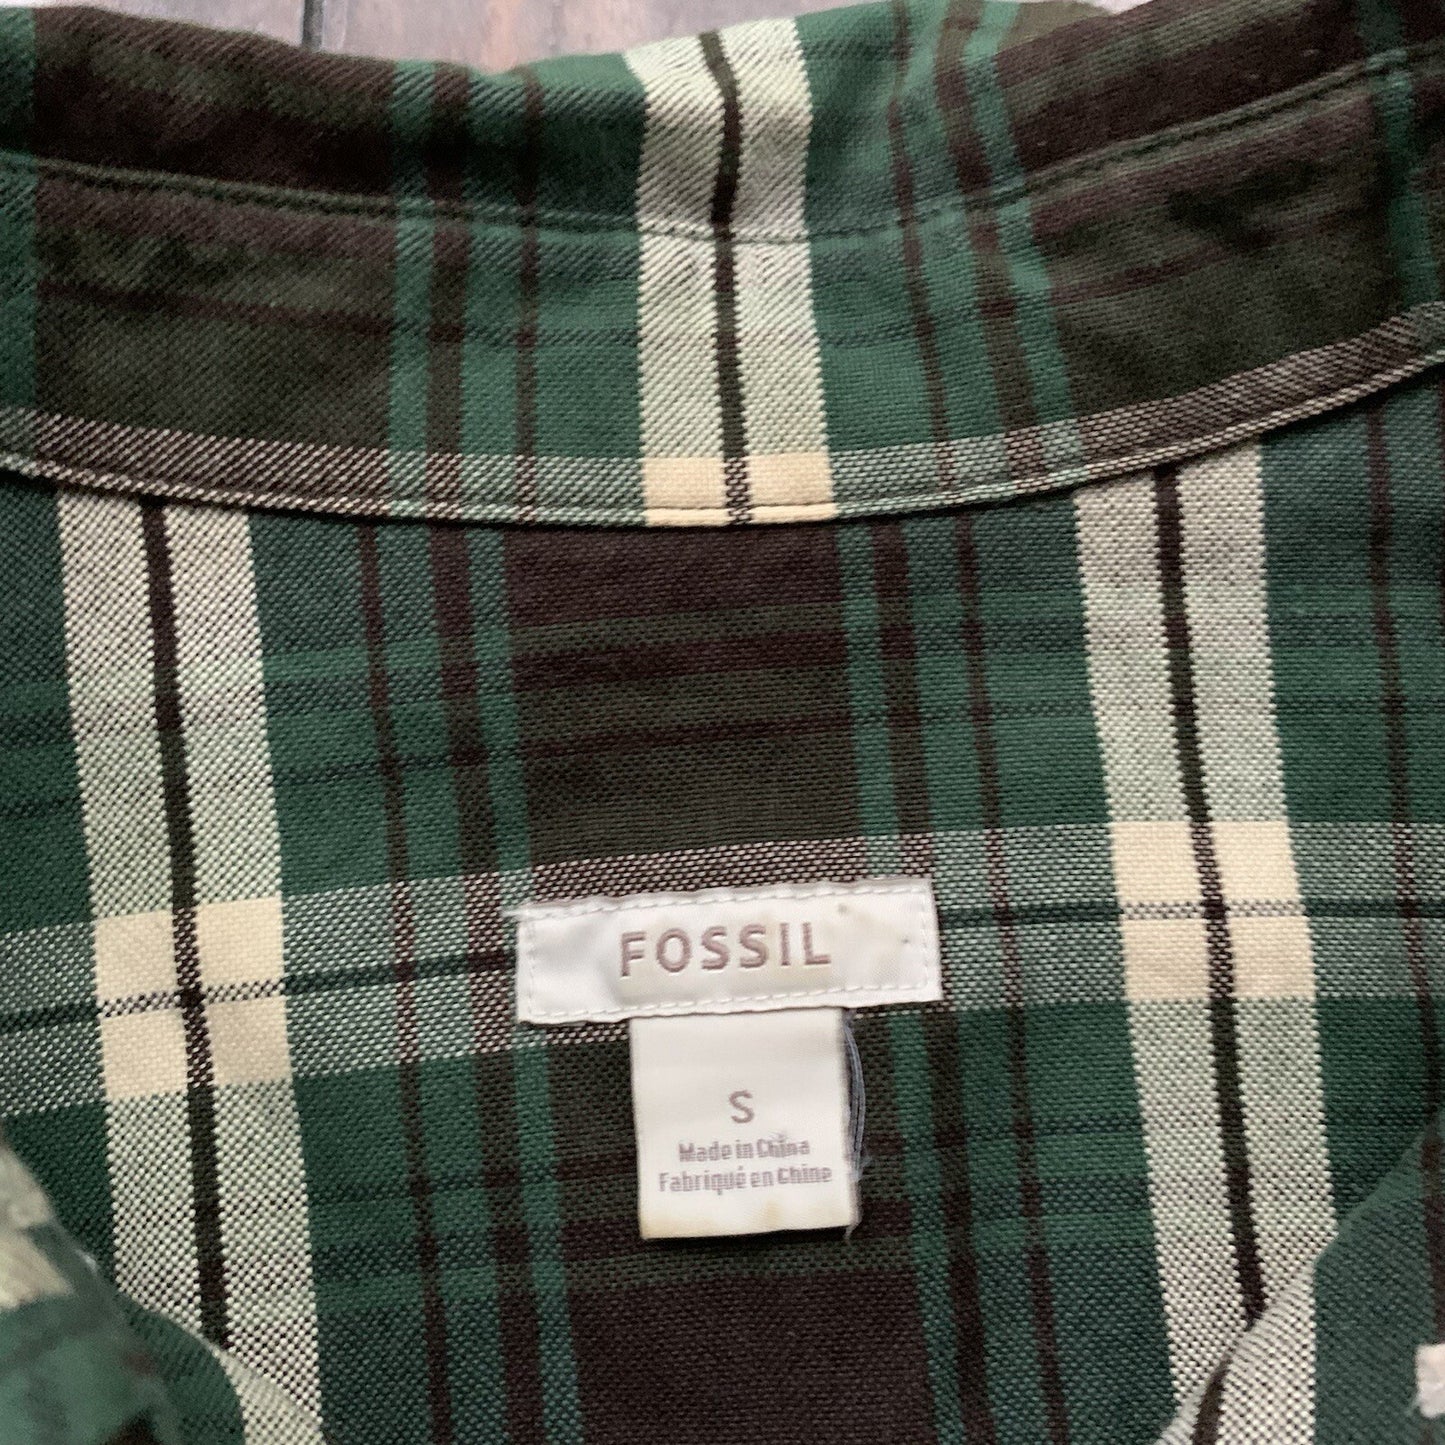 FOSSIL
S
Made in China
Fabriqué en Chine